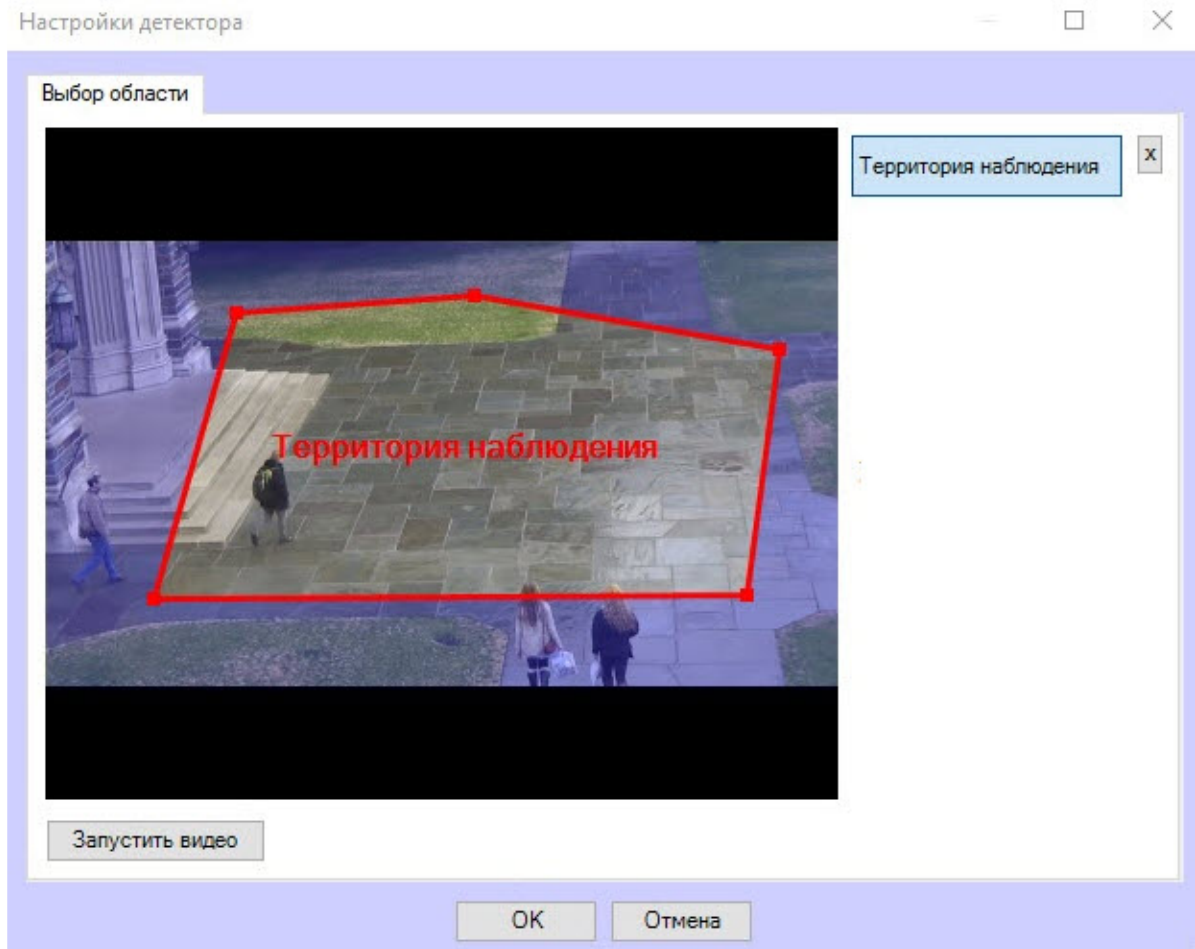 Настройки детектора
Выбор области
Территория наблюдения
x
Территория наблюдения
Запустить видео
OK
Отмена